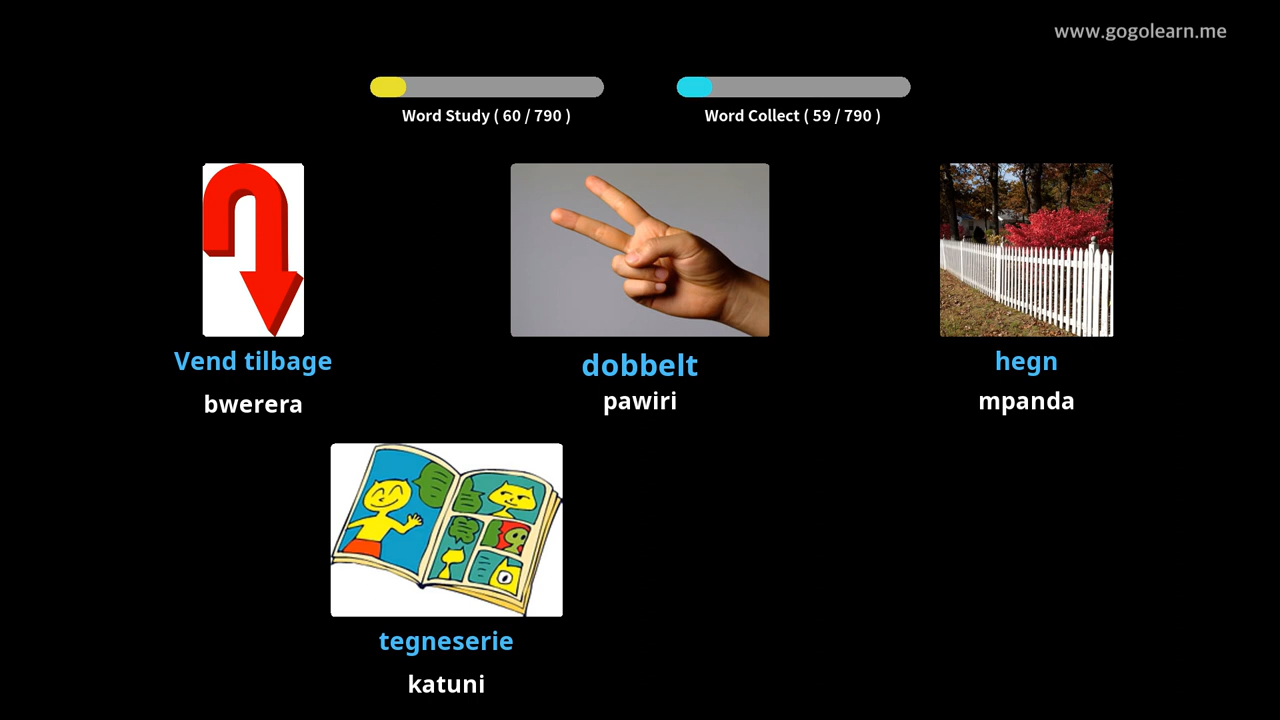 www.gogolearn.me
Word Study ( 60 / 790 )
Word Collect ( 59 / 790 )
Vend tilbage
bwerera
dobbelt
pawiri
hegn
mpanda
tegneserie
katuni